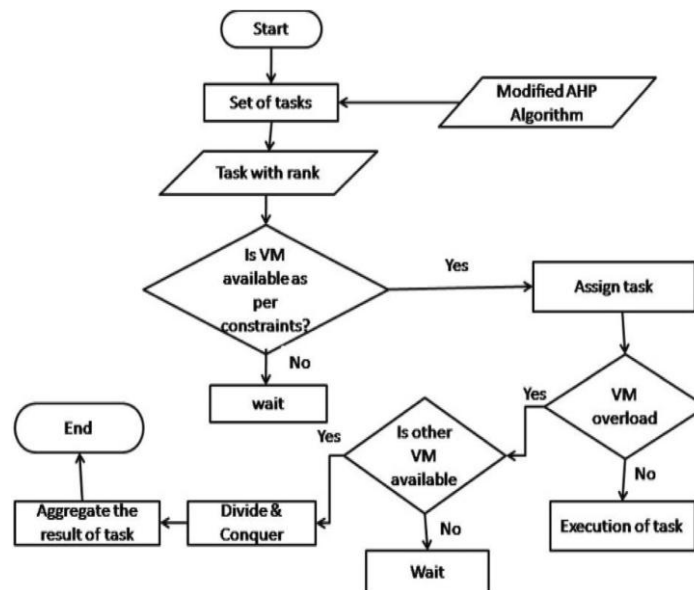 Start
Set of tasks
Modified AHP
Algorithm
Task with rank
Is VM
available as
per
constraints?
Yes
Assign task
No
wait
VM
overload
Yes
Is other
VM
available
Yes
End
No
Execution of task
Divide &
Conquer
Aggregate the
result of task
No
Wait